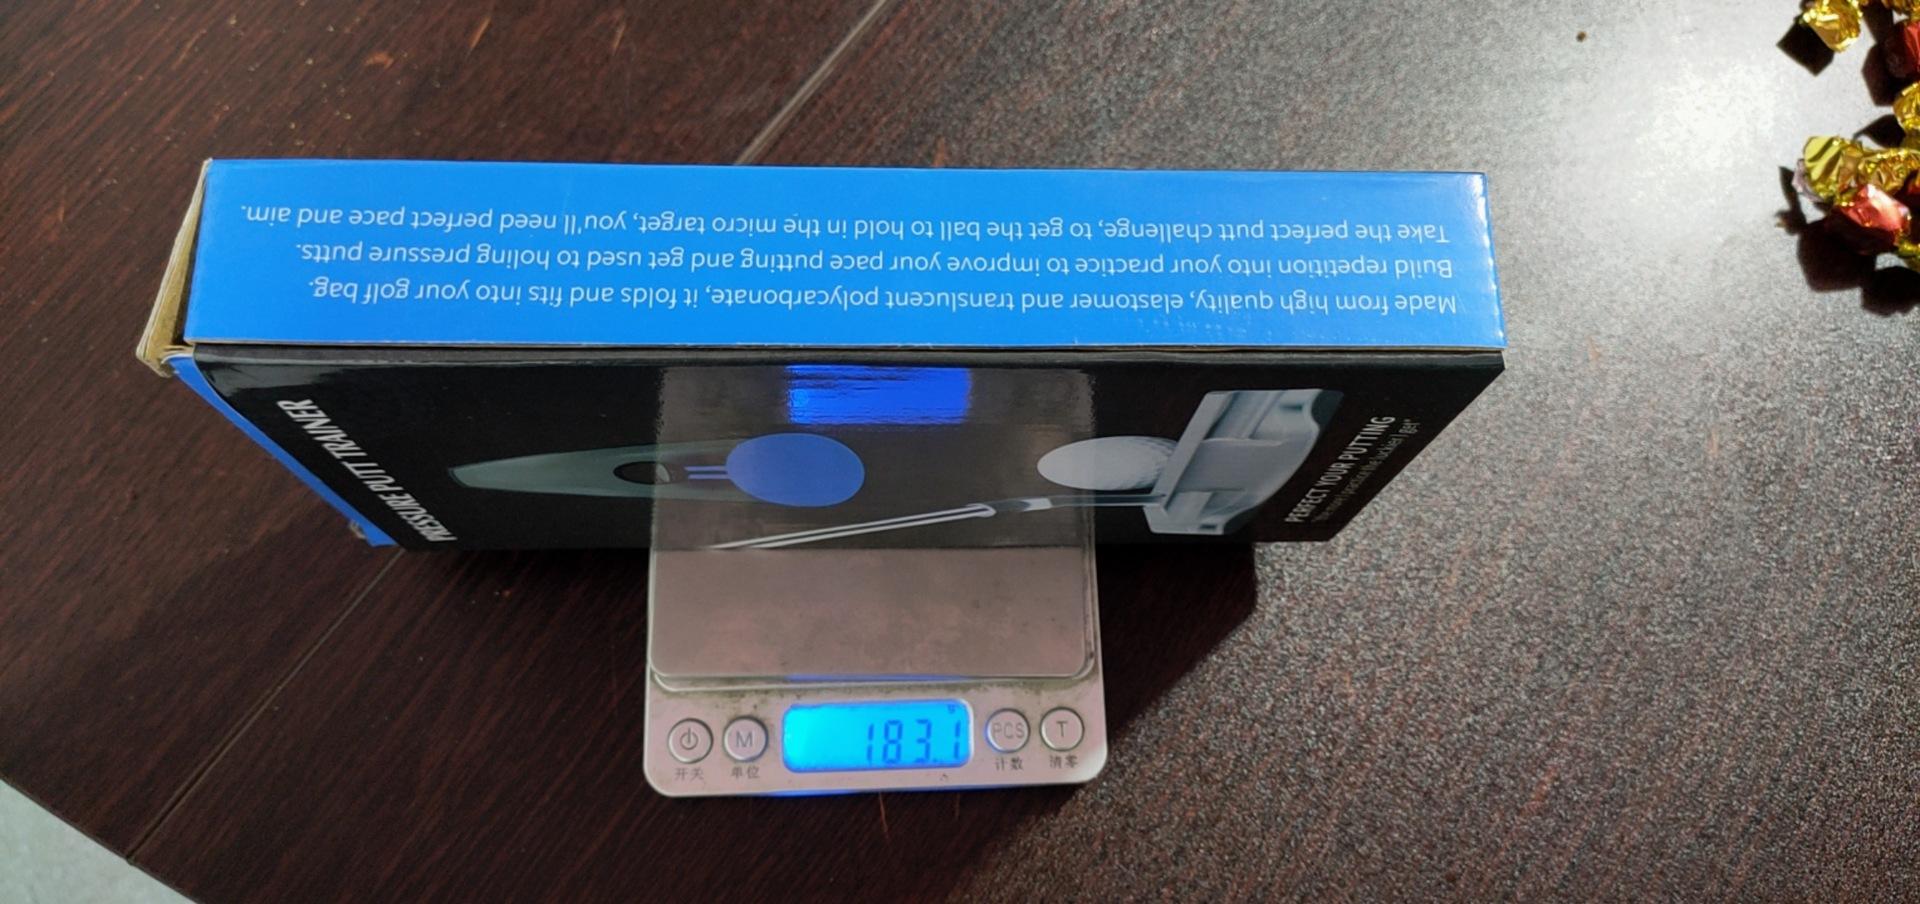 Made from high quality, elastomer and translucent polycarbonate, it folds and fits into your golf bag.
Build repetition into your practice to improve your pace putting and get used to holing pressure putts.
Take the perfect putt challenge, to get the ball to hold in the micro target, you'll need perfect pace and aim.
PRESSURE PUTT TRAINER
PERFECT YOUR PUTTING
183.1
M
PCS
T
开关
单位
计数
清零